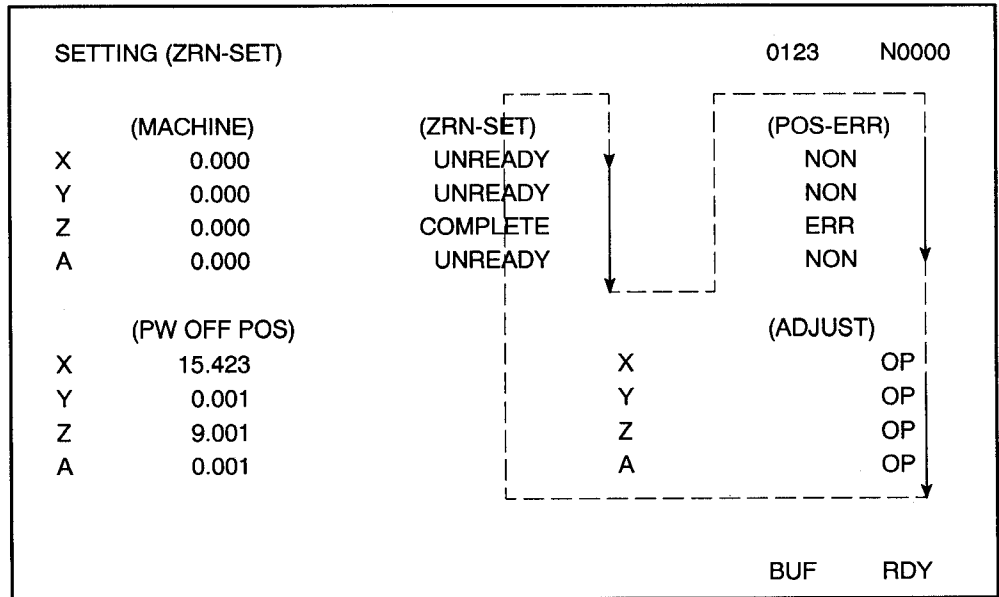 SETTING (ZRN-SET) 0123 N0000
(MACHINE) (ZRN-SET) (POS-ERR)
X 0.000 UNREADY NON
Y 0.000 UNREADY NON
Z 0.000 COMPLETE ERR
A 0.000 UNREADY NON
(PW OFF POS) (ADJUST)
X 15.423 X OP
Y 0.001 Y OP
Z 9.001 Z OP
A 0.001 A OP
BUF RDY